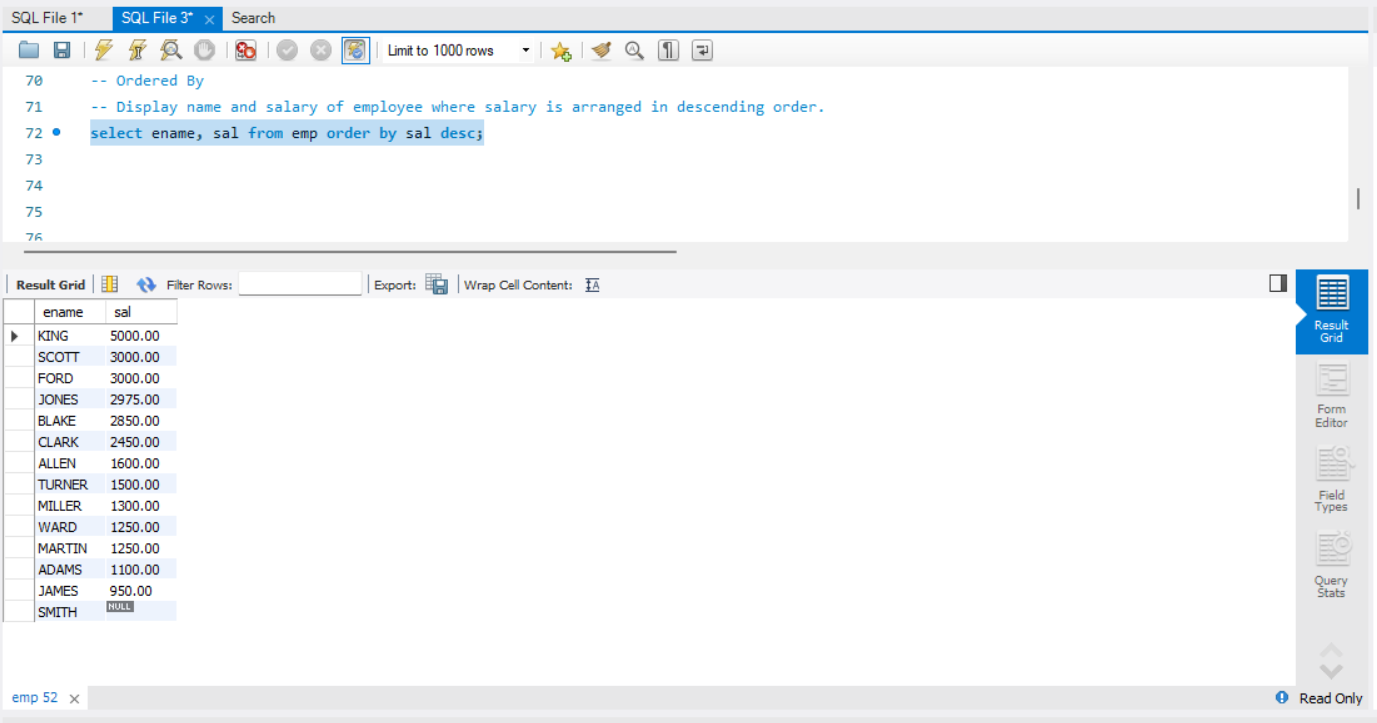 SQL File 1* SQL File 3* × Search
Limit to 1000 rows
70 -- Ordered By
71 -- Display name and salary of employee where salary is arranged in descending order.
72 select ename, sal from emp order by sal desc;
73
74
75
76
Result Grid Filter Rows: Export: Wrap Cell Content: IA
ename sal
KING 5000.00
SCOTT 3000.00
FORD 3000.00
JONES 2975.00
BLAKE 2850.00
CLARK 2450.00
ALLEN 1600.00
TURNER 1500.00
MILLER 1300.00
WARD 1250.00
MARTIN 1250.00
ADAMS 1100.00
JAMES 950.00
SMITH NULL
Result
Grid
Form
Editor
Field
Types
Query
Stats
emp 52 × Read Only